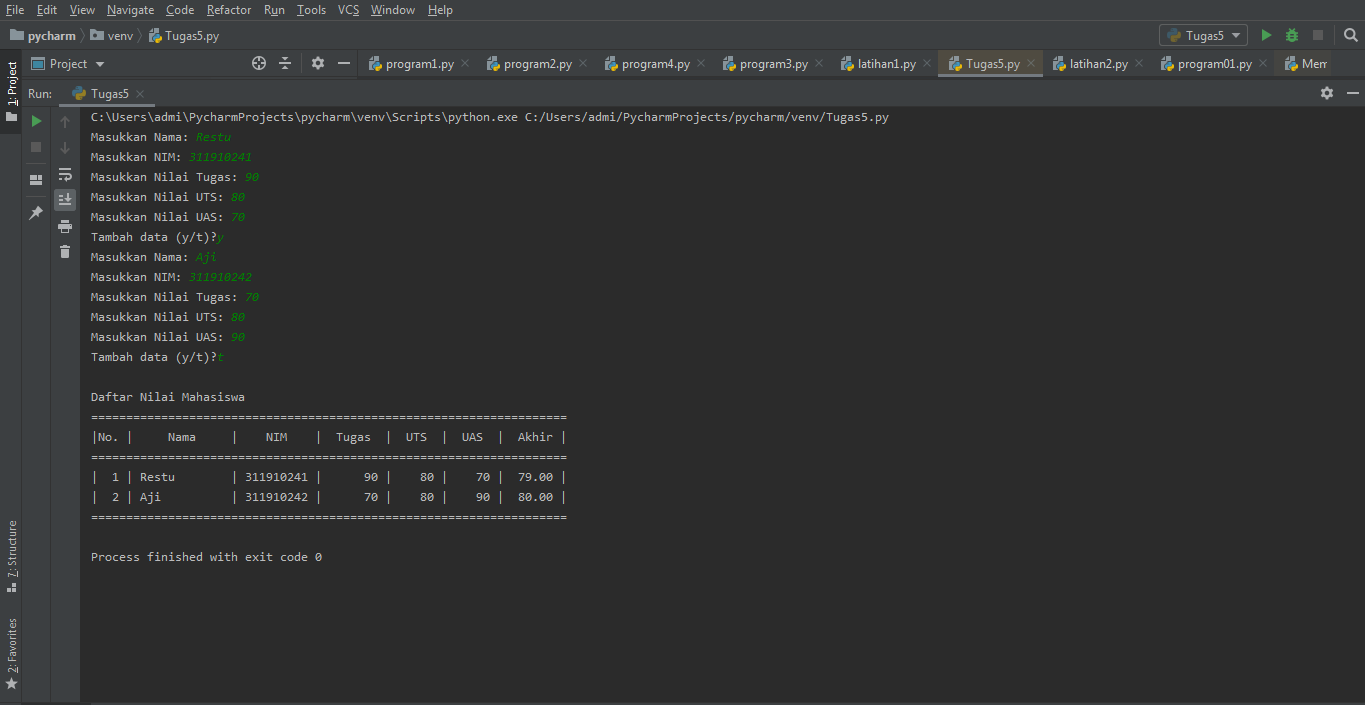 File Edit View Navigate Code Refactor Run Tools VCS Window Help
pycharm venv Tugas5.py Tugas5
1: Project
Project program1.py program2.py program4.py program3.py latihan1.py Tugas5.py latihan2.py program01.py Mem
Run: Tugas5
C:\Users\admi\PycharmProjects\pycharm\venv\Scripts\python.exe C:/Users/admi/PycharmProjects/pycharm/venv/Tugas5.py
Masukkan Nama: Restu
Masukkan NIM: 311910241
Masukkan Nilai Tugas: 90
Masukkan Nilai UTS: 80
Masukkan Nilai UAS: 70
Tambah data (y/t)?y
Masukkan Nama: Aji
Masukkan NIM: 311910242
Masukkan Nilai Tugas: 70
Masukkan Nilai UTS: 80
Masukkan Nilai UAS: 90
Tambah data (y/t)?t
Daftar Nilai Mahasiswa
====================================================================
|No. |     Nama     |    NIM    |  Tugas  |  UTS  |  UAS  |  Akhir |
====================================================================
|  1 | Restu        | 311910241 |      90 |    80 |    70 |  79.00 |
|  2 | Aji          | 311910242 |      70 |    80 |    90 |  80.00 |
====================================================================
Process finished with exit code 0
7: Structure
2: Favorites